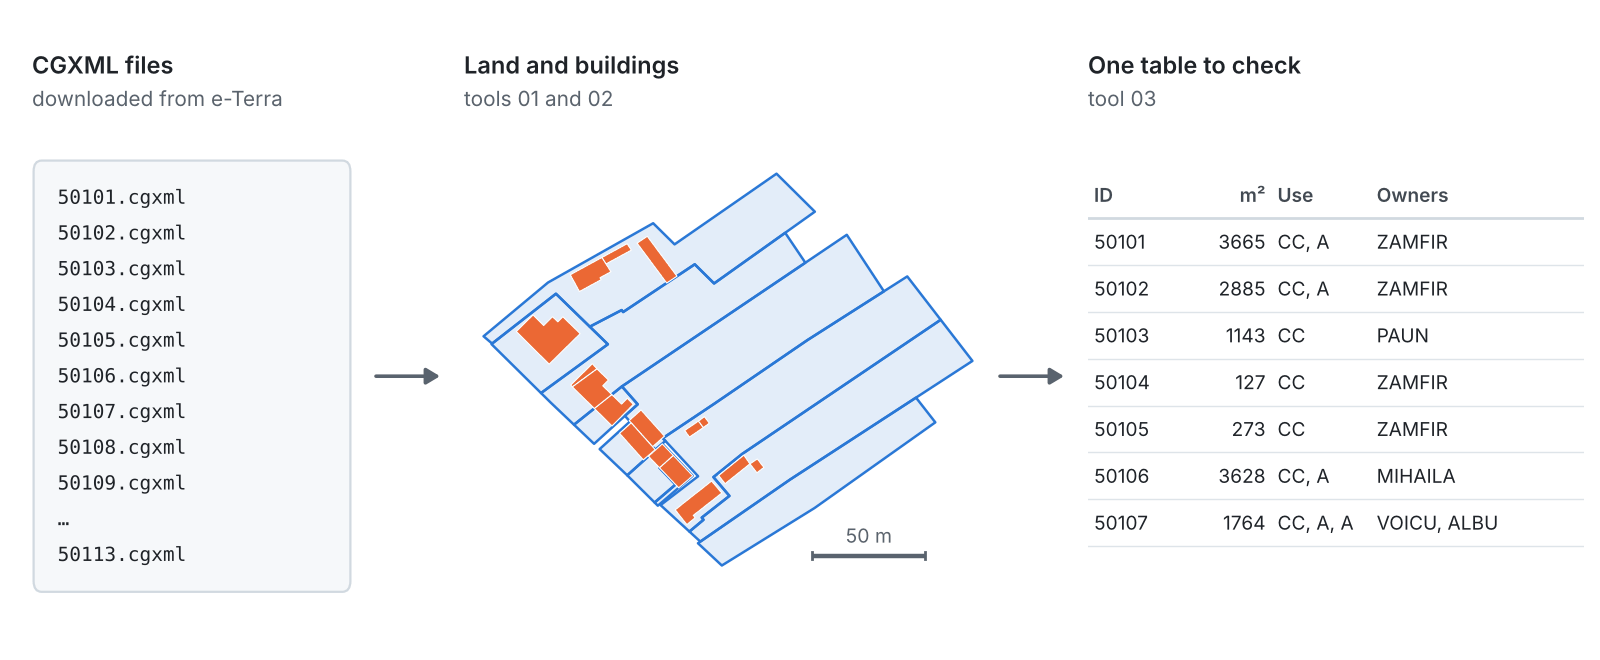 CGXML files
downloaded from e-Terra
50101.cgxml
50102.cgxml
50103.cgxml
50104.cgxml
50105.cgxml
50106.cgxml
50107.cgxml
50108.cgxml
50109.cgxml
…
50113.cgxml
Land and buildings
tools 01 and 02
50 m
One table to check
tool 03
ID m² Use Owners
50101 3665 CC, A ZAMFIR
50102 2885 CC, A ZAMFIR
50103 1143 CC PAUN
50104 127 CC ZAMFIR
50105 273 CC ZAMFIR
50106 3628 CC, A MIHAILA
50107 1764 CC, A, A VOICU, ALBU